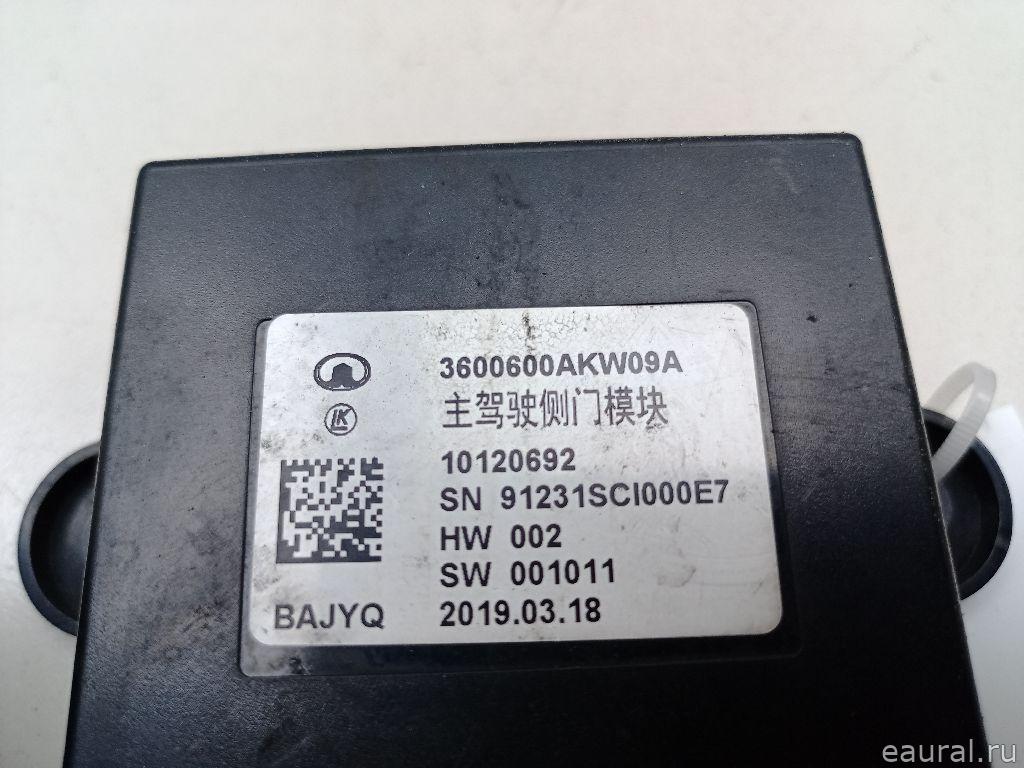 3600600AKW09A
主驾驶侧门模块
LK
10120692
SN 91231SCI000E7
HW 002
SW 001011
BAJYQ 2019.03.18
eaural.ru